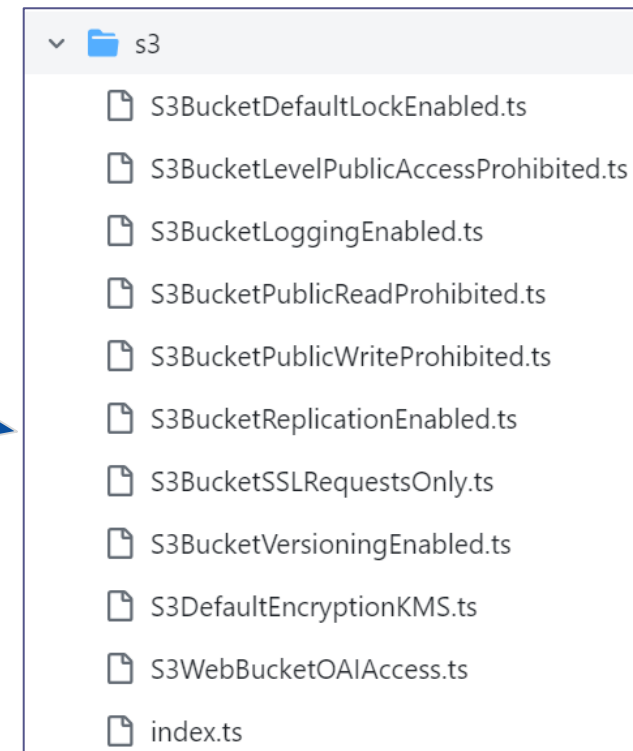 s3
S3BucketDefaultLockEnabled.ts
S3BucketLevelPublicAccessProhibited.ts
S3BucketLoggingEnabled.ts
S3BucketPublicReadProhibited.ts
S3BucketPublicWriteProhibited.ts
S3BucketReplicationEnabled.ts
S3BucketSSLRequestsOnly.ts
S3BucketVersioningEnabled.ts
S3DefaultEncryptionKMS.ts
S3WebBucketOAIAccess.ts
index.ts